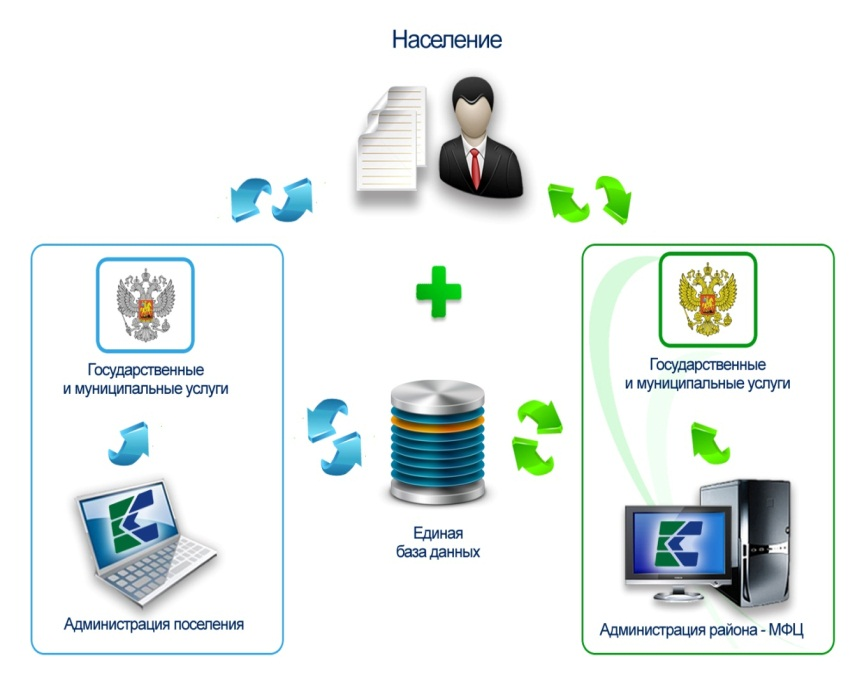 Население
Государственные
и муниципальные услуги
Администрация поселения
Единая
база данных
Государственные
и муниципальные услуги
Администрация района - МФЦ